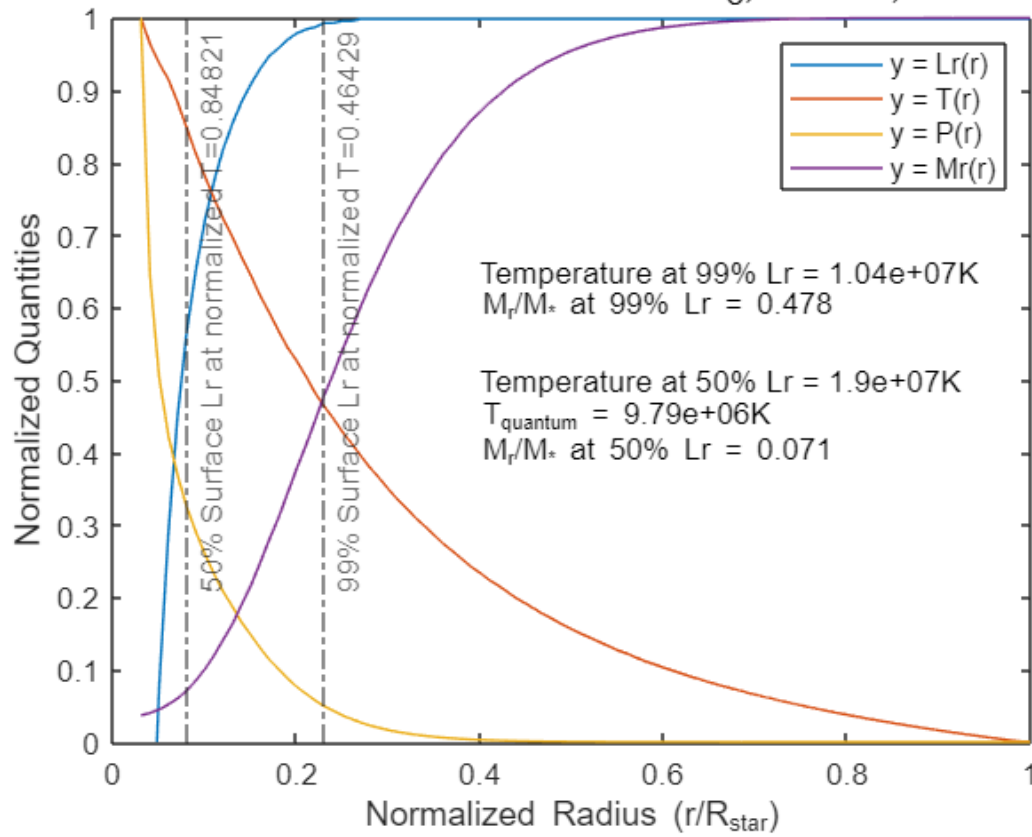 1
0.9
0.8
0.7
0.6
0.5
0.4
0.3
0.2
0.1
0
Normalized Quantities
50% Surface Lr at normalized T=0.84821
99% Surface Lr at normalized T=0.46429
y = Lr(r)
y = T(r)
y = P(r)
y = Mr(r)
Temperature at 99% Lr = 1.04e+07K
Mr/M* at 99% Lr = 0.478
Temperature at 50% Lr = 1.9e+07K
Tquantum = 9.79e+06K
Mr/M* at 50% Lr = 0.071
0 0.2 0.4 0.6 0.8 1
Normalized Radius (r/Rstar)